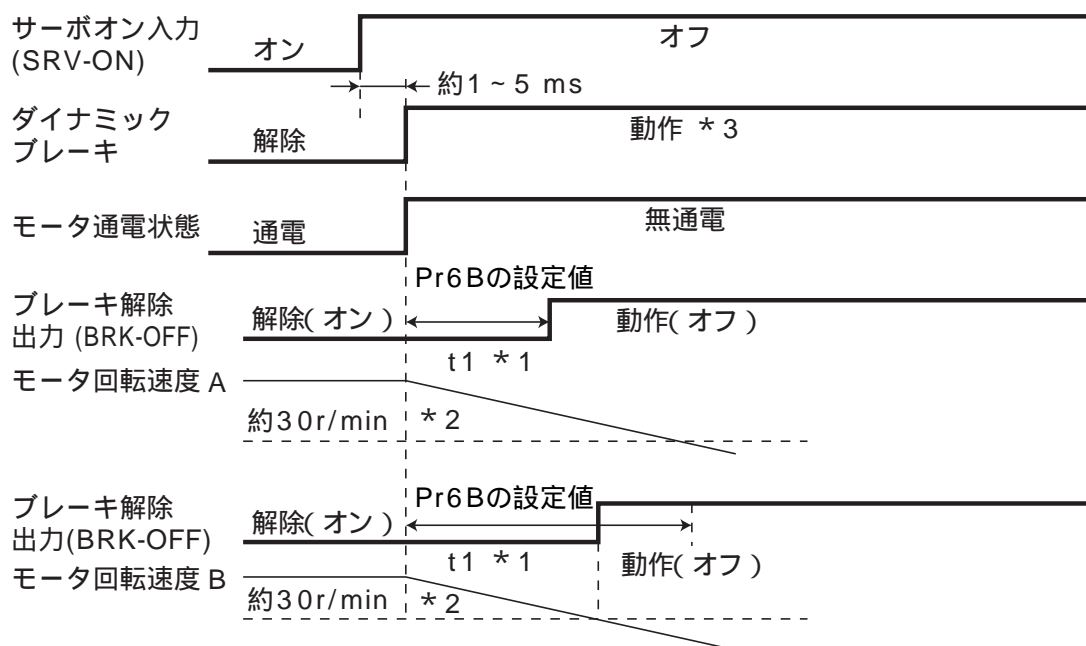 サーボオン入力
(SRV-ON)
オン
オフ
約1~5 ms
ダイナミック
ブレーキ
解除
動作 *3
モータ通電状態
通電
無通電
Pr6Bの設定値
ブレーキ解除
出力 (BRK-OFF)
解除(オン)
動作(オフ)
t1 *1
モータ回転速度 A
約30r/min
*2
Pr6Bの設定値
ブレーキ解除
出力(BRK-OFF)
解除(オン)
t1 *1
動作(オフ)
モータ回転速度 B
約30r/min
*2